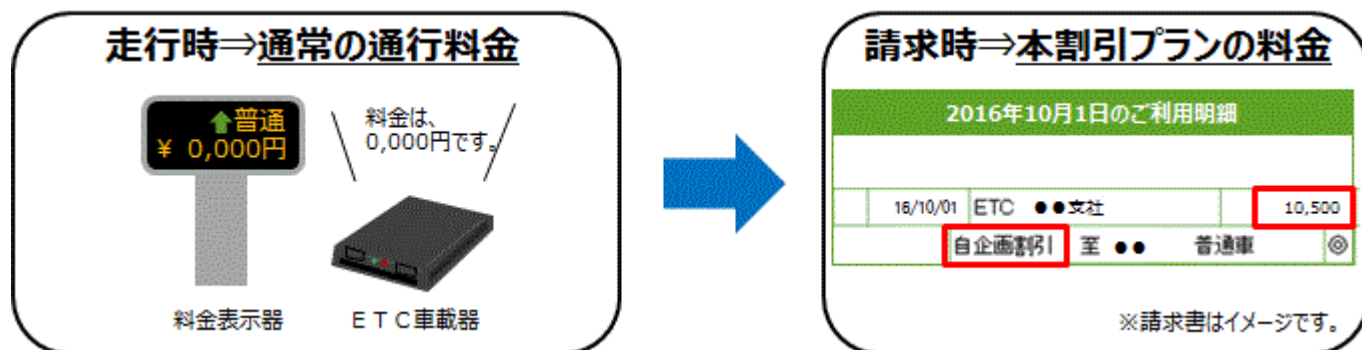 走行時⇒通常の通行料金
↑普通
¥ 0,000円
料金は、
0,000円です。
料金表示器
ETC車載器
請求時⇒本割引プランの料金
2016年10月1日のご利用明細
16/10/01 ETC ●●支社 10,500
自企画割引 至 ●● 普通車 ◎
※請求書はイメージです。